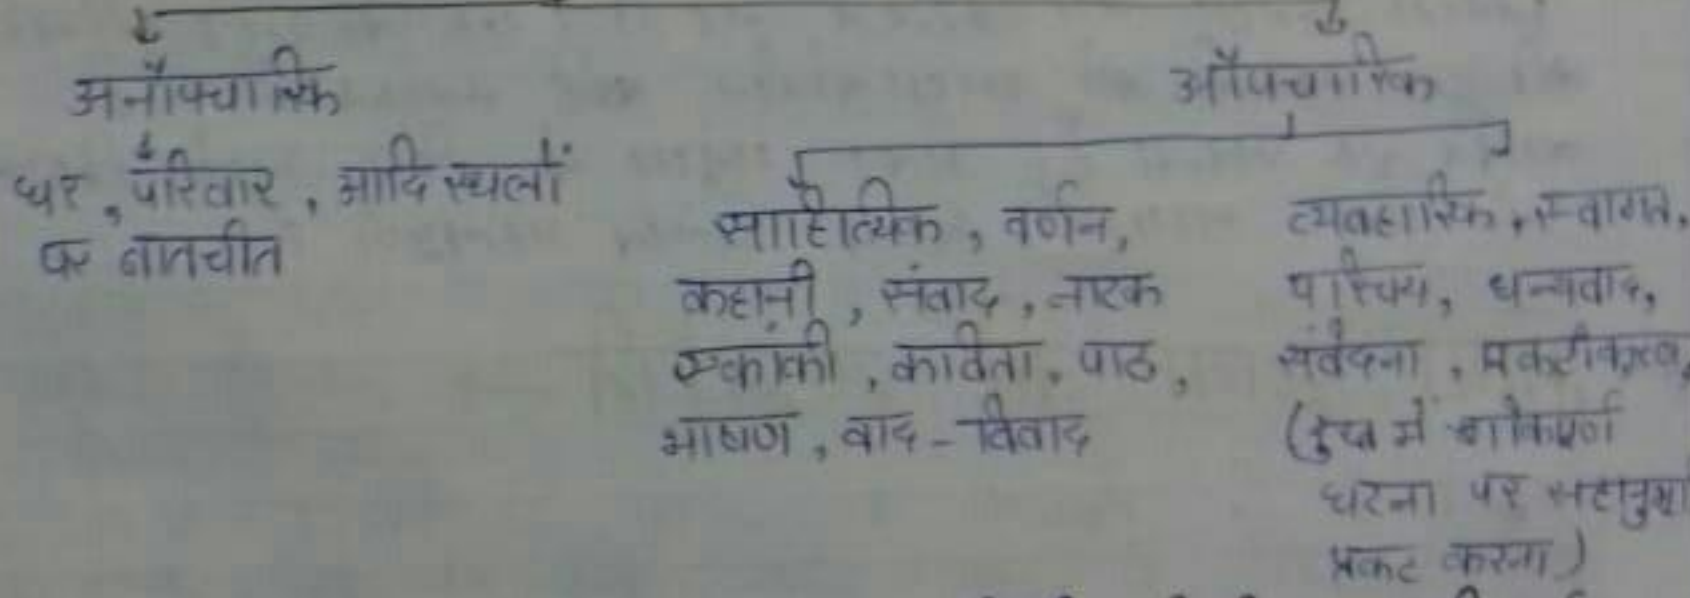 अनौपचारिक
औपचारिक
घर, परिवार, आदि स्थलों
पर बातचीत
साहित्यिक, वर्णन,
कहानी, संवाद, नाटक
एकांकी, कविता, पाठ,
भाषण, वाद-विवाद
व्यवहारिक, स्वागत,
परिचय, धन्यवाद,
संवेदना, प्रकटीकरण,
(दुख में शोकपूर्ण
घटना पर
प्रकट करना)